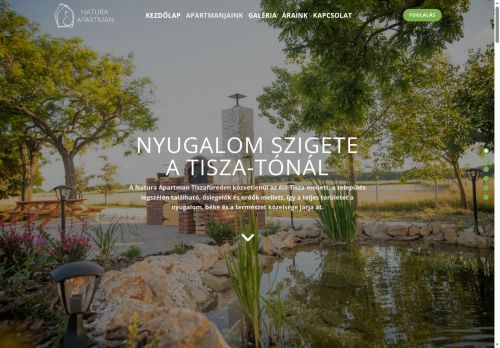 NATURA
APARTMAN
KEZDŐLAP APARTMANJAINK GALÉRIA ÁRAINK KAPCSOLAT
FOGLALÁS
NYUGALOM SZIGETE
A TISZA-TÓNÁL
A Natura Apartman Tiszafüreden közvetlenül az élő Tisza mellett, a település
legszélén található, őslegelők és erdők mellett, így a teljes területet a
nyugalom, béke és a természet közelsége járja át.